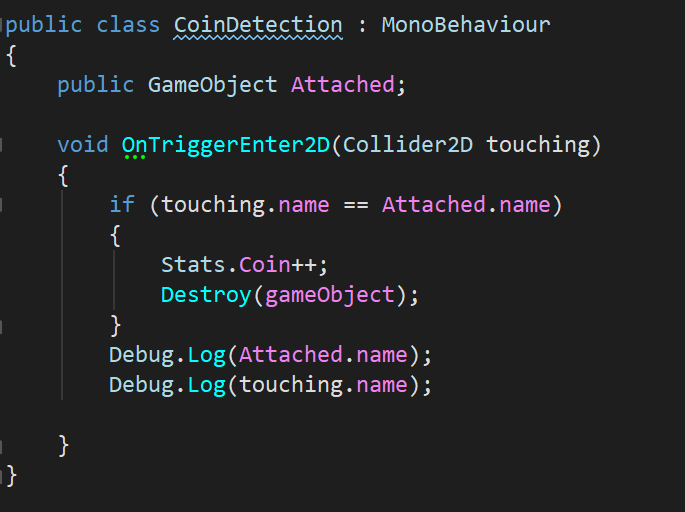 public class CoinDetection : MonoBehaviour
{
    public GameObject Attached;

    void OnTriggerEnter2D(Collider2D touching)
    {
        if (touching.name == Attached.name)
        {
            Stats.Coin++;
            Destroy(gameObject);
        }
        Debug.Log(Attached.name);
        Debug.Log(touching.name);

    }
}